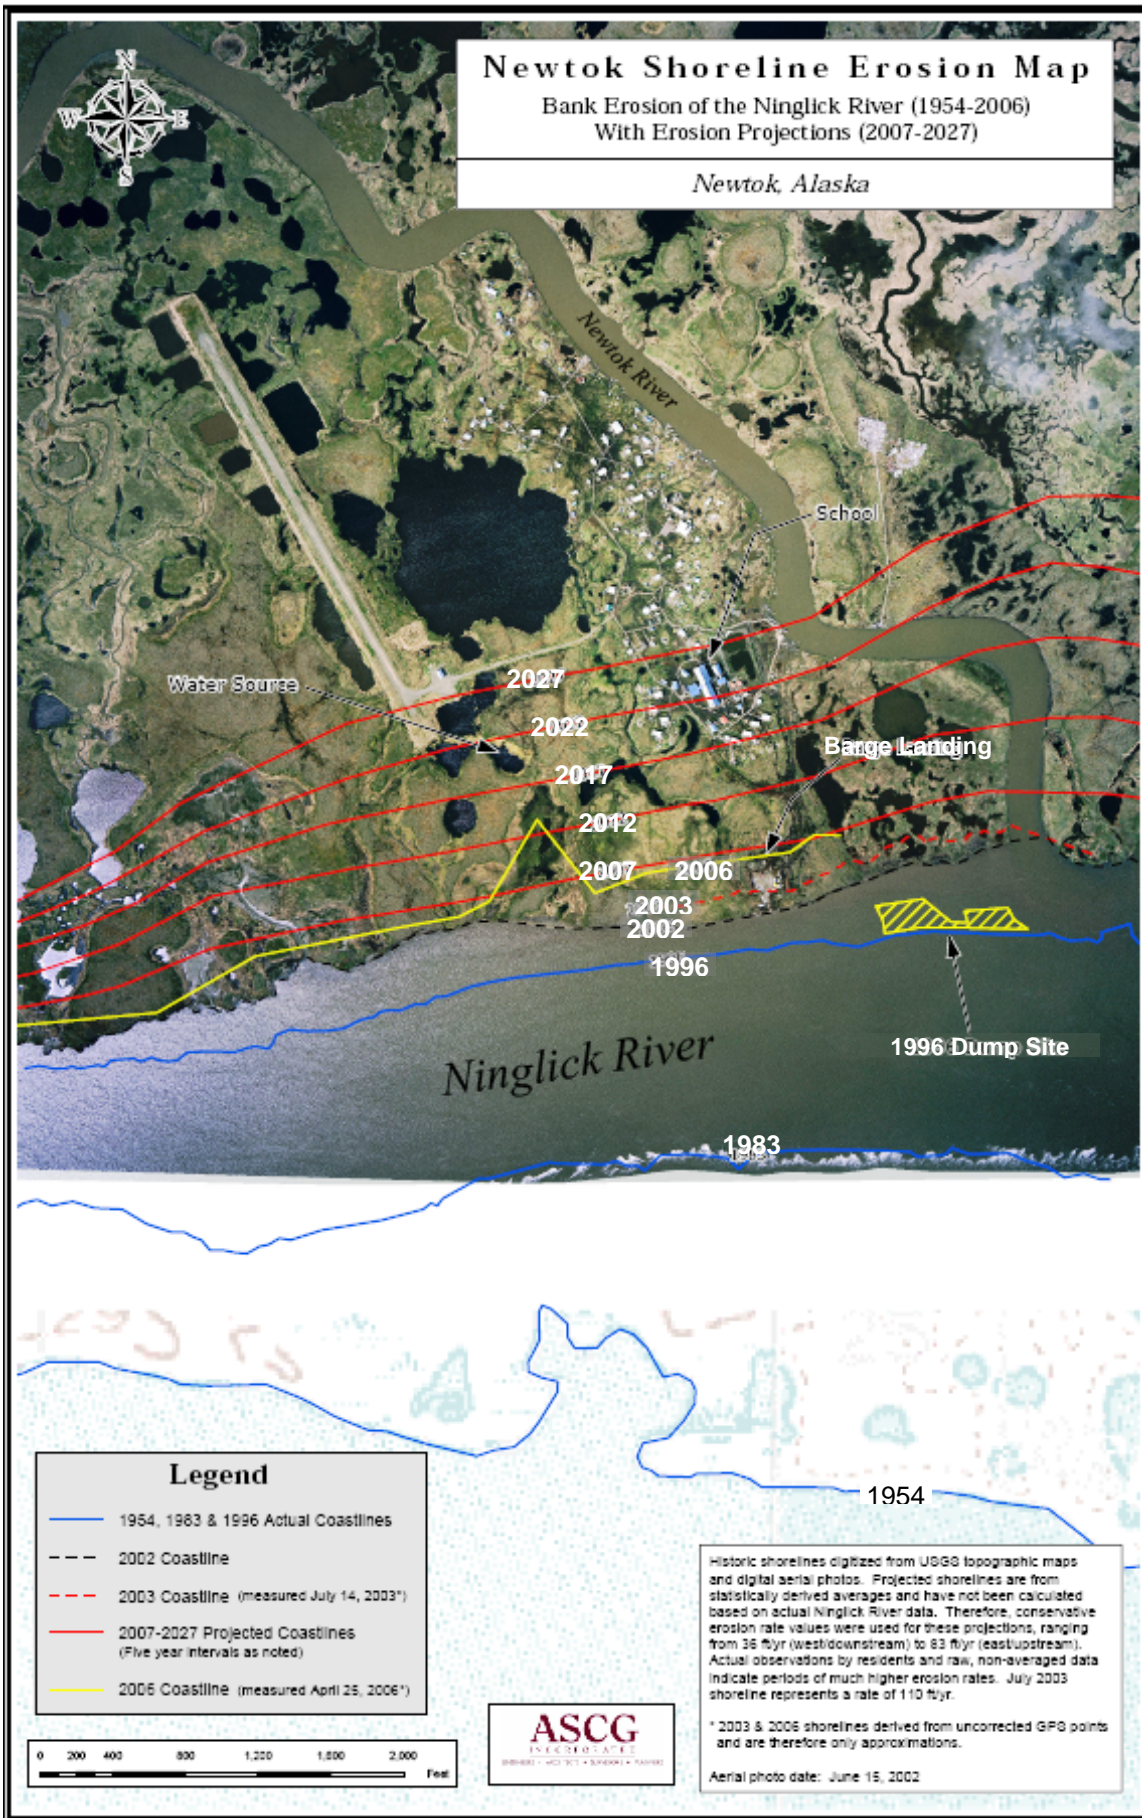 N
W E
S
Newtok Shoreline Erosion Map
Bank Erosion of the Ninglick River (1954-2006)
With Erosion Projections (2007-2027)
Newtok, Alaska
Newtok River
School
Water Source
2027
2022
Barge Landing
2017
2012
2007
2006
2003
2002
1996
1996 Dump Site
Ninglick River
1983
1954
Legend
1954, 1983 & 1996 Actual Coastlines
2002 Coastline
2003 Coastline (measured July 14, 2003*)
2007-2027 Projected Coastlines
(Five year intervals as noted)
2006 Coastline (measured April 25, 2006*)
0 200 400 800 1,200 1,600 2,000
Feet
ASCG
INCORPORATED
Historic shorelines digitized from USGS topographic maps
and digital aerial photos. Projected shorelines are from
statistically derived averages and have not been calculated
based on actual Ninglick River data. Therefore, conservative
erosion rate values were used for these projections, ranging
from 36 ft/yr (west/downstream) to 83 ft/yr (east/upstream).
Actual observations by residents and raw, non-averaged data
indicate periods of much higher erosion rates. July 2003
shoreline represents a rate of 110 ft/yr.
* 2003 & 2006 shorelines derived from uncorrected GPS points
and are therefore only approximations.
Aerial photo date: June 15, 2002